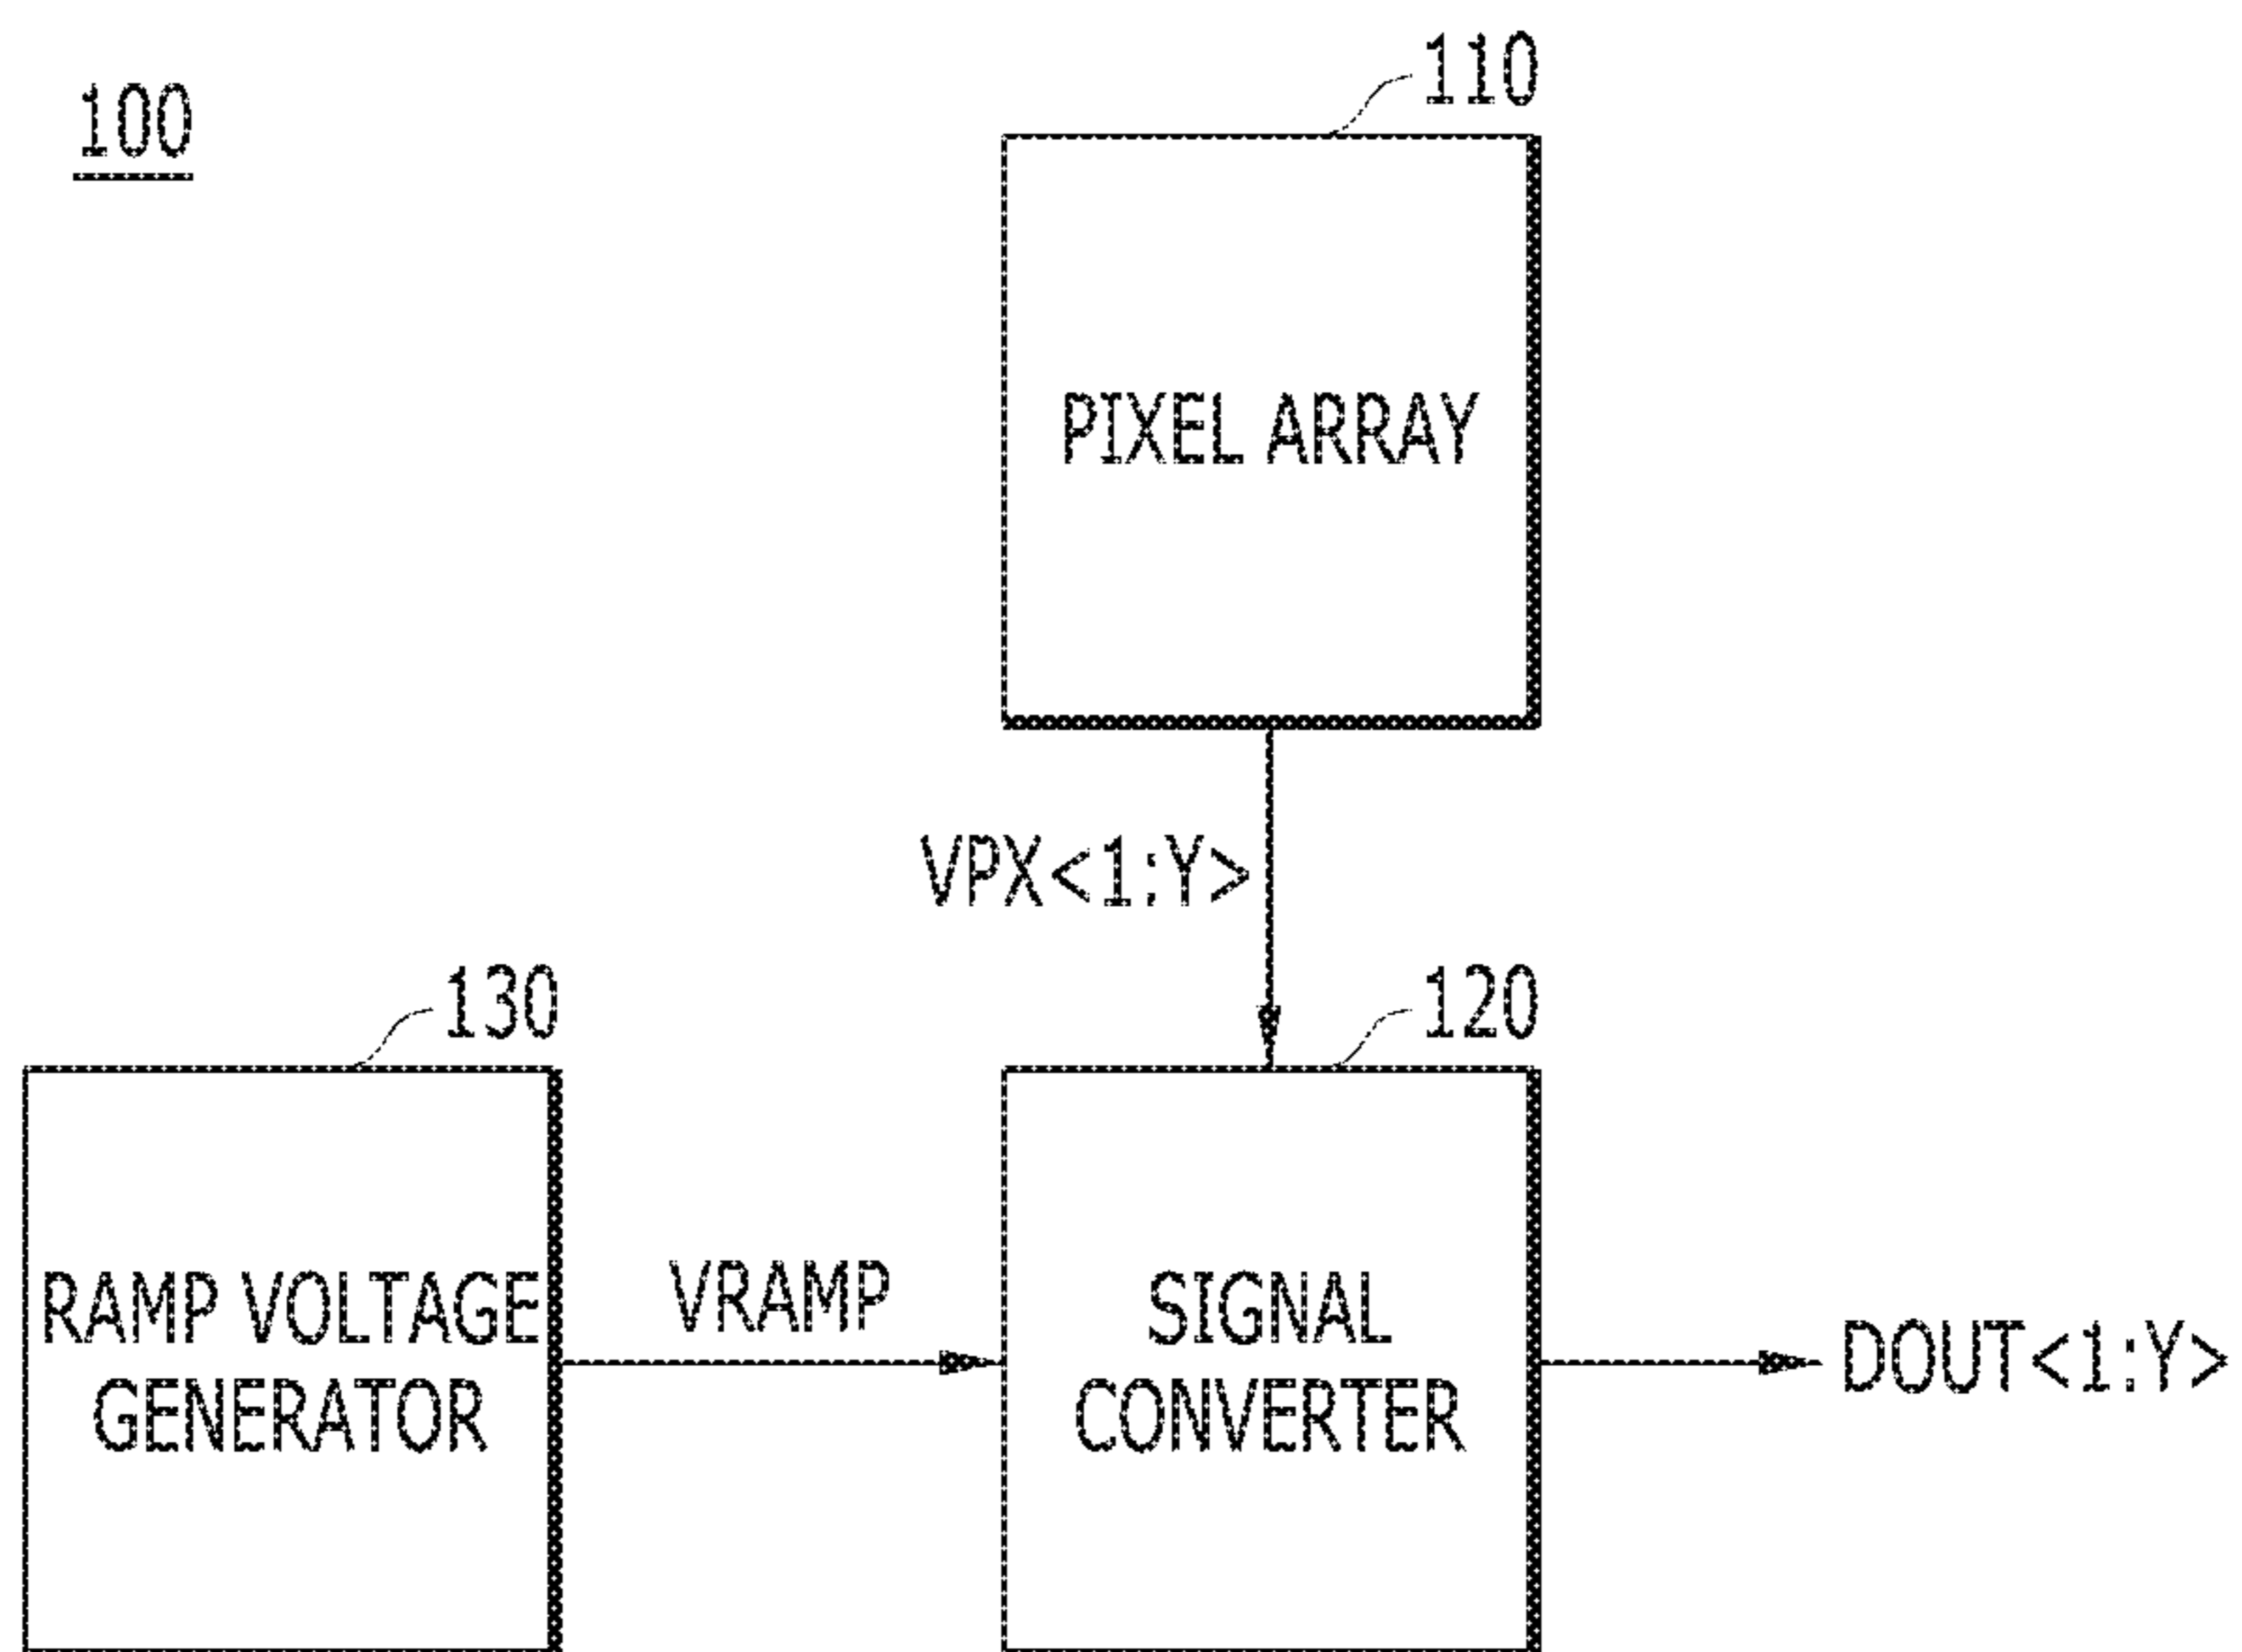 100
110
PIXEL ARRAY
VPX<1:Y>
130
120
RAMP VOLTAGE
GENERATOR
VRAMP
SIGNAL
CONVERTER
DOUT<1:Y>